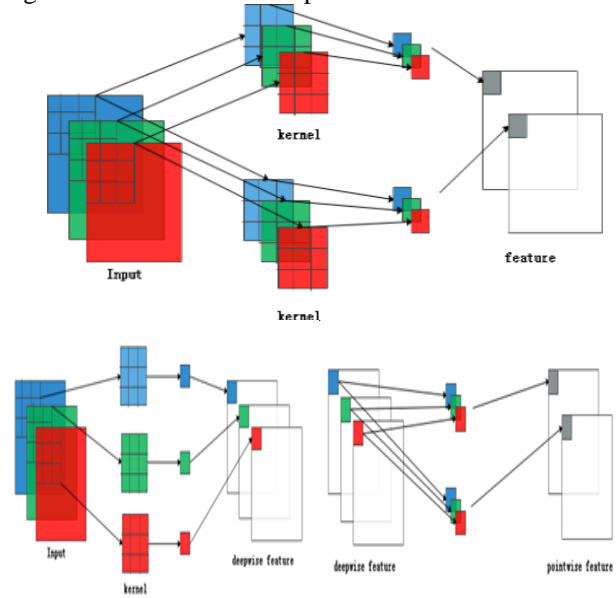 kernel
Input
feature
kernel
Input
kernel
deepwise feature
deepwise feature
pointwise feature